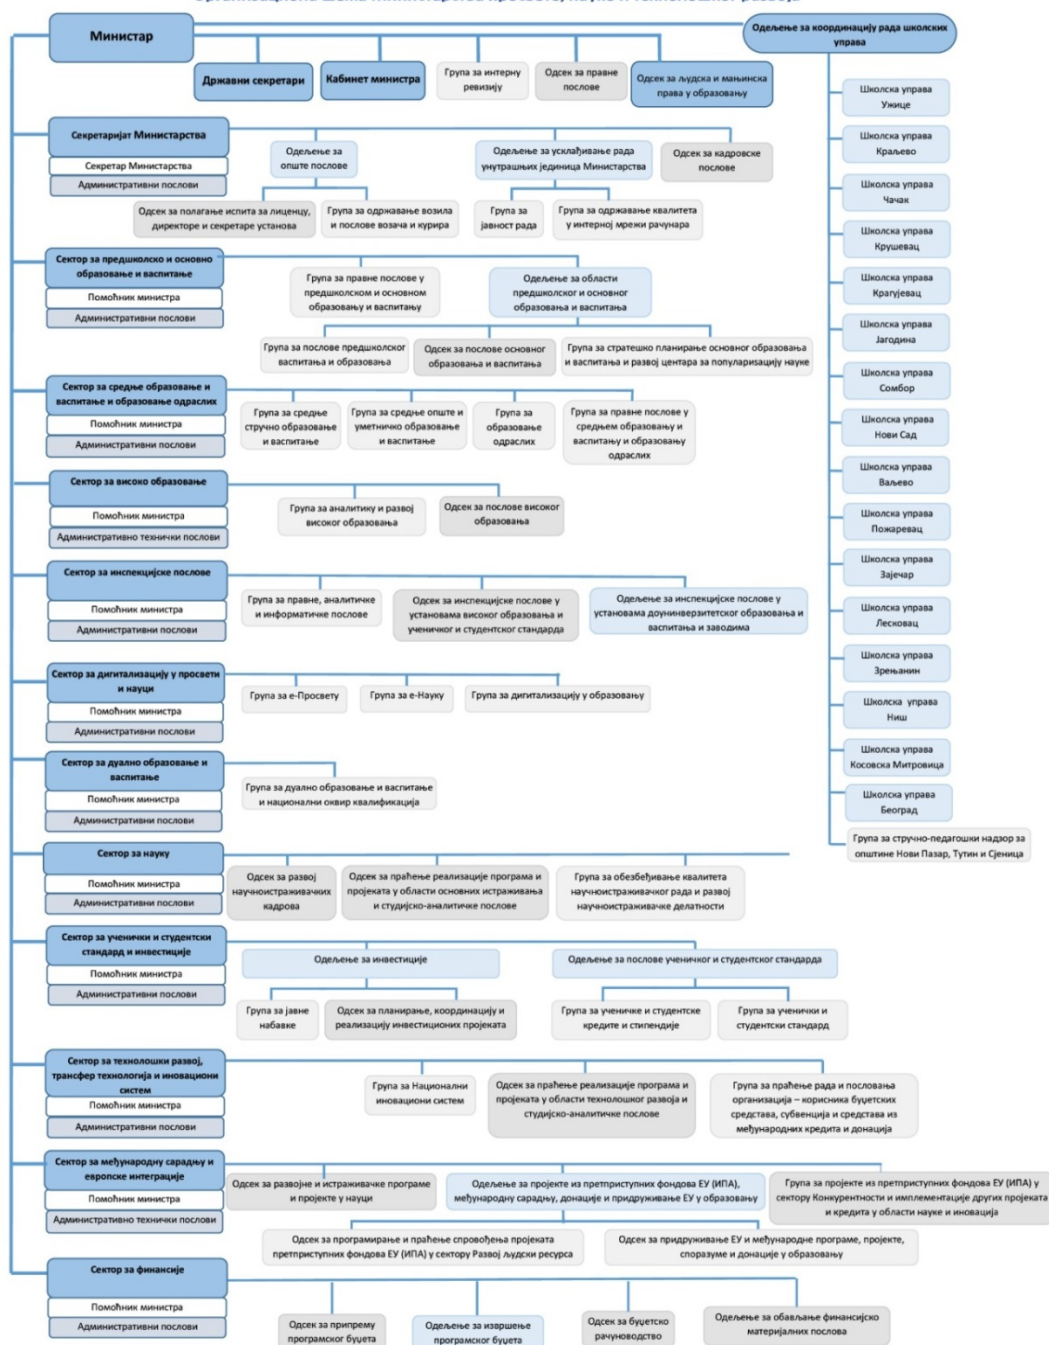 Министар
Одељење за координацију рада школских
управа
Државни секретари
Кабинет министра
Група за интерну
ревизију
Одсек за правне
послове
Одсек за људска и мањинска
права у образовању
Секретаријат Министарства
Секретар Министарства
Административни послови
Одељење за
опште послове
Одељење за усклађивање рада
унутрашњих јединица Министарства
Одсек за кадровске
послове
Одсек за полагање испита за лиценцу,
директоре и секретаре установа
Група за одржавање возила
и послове возача и курира
Група за
јавност рада
Група за одржавање квалитета
у интерној мрежи рачунара
Сектор за предшколско и основно
образовање и васпитање
Помоћник министра
Административни послови
Група за правне послове у
предшколском и основном
образовању и васпитању
Одељење за области
предшколског и основног
образовања и васпитања
Група за послове предшколског
васпитања и образовања
Одсек за послове основног
образовања и васпитања
Група за стратешко планирање основног образовања
и васпитања и развој центара за популаризацију науке
Сектор за средње образовање и
васпитање и образовање одраслих
Помоћник министра
Административни послови
Група за средње
стручно образовање
и васпитање
Група за средње опште и
уметничко образовање
и васпитање
Група за
образовање
одраслих
Група за правне послове у
средњем образовању и
васпитању и образовању
одраслих
Сектор за високо образовање
Помоћник министра
Административно технички послови
Група за аналитику и развој
високог образовања
Одсек за послове високог
образовања
Сектор за инспекцијске послове
Помоћник министра
Административни послови
Група за правне, аналитичке
и информатичке послове
Одсек за инспекцијске послове у
установама високог образовања и
ученичког и студентског стандарда
Одељење за инспекцијске послове у
установама доунинверзитетског образовања и
васпитања и заводима
Сектор за дигитализацију у просвети
и науци
Помоћник министра
Административни послови
Група за е-Просвету
Група за е-Науку
Група за дигитализацију у образовању
Сектор за дуално образовање и
васпитање
Помоћник министра
Административни послови
Група за дуално образовање и васпитање
и национални оквир квалификација
Сектор за науку
Помоћник министра
Административни послови
Одсек за развој
научноистраживачких
кадрова
Одсек за праћење реализације програма и
пројеката у области основних истраживања
и студијско-аналитичке послове
Група за обезбеђивање квалитета
научноистраживачког рада и развој
научноистраживачке делатности
Сектор за ученички и студентски
стандард и инвестиције
Помоћник министра
Административни послови
Одељење за инвестиције
Одељење за послове ученичког и студентског стандарда
Група за јавне
набавке
Одсек за планирање, координацију и
реализацију инвестиционих пројеката
Група за ученичке и студентске
кредите и стипендије
Група за ученички и
студентски стандард
Сектор за технолошки развој,
трансфер технологија и иновациони
систем
Помоћник министра
Административни послови
Група за Национални
иновациони систем
Одсек за праћење реализације програма и
пројеката у области технолошког развоја и
студијско-аналитичке послове
Група за праћење рада и пословања
организација – корисника буџетских
средстава, субвенција и средстава из
међународних кредита и донација
Сектор за међународну сарадњу и
европске интеграције
Помоћник министра
Административно технички послови
Одсек за развојне и истраживачке програме
и пројекте у науци
Одељење за пројекте из претприступних фондова ЕУ (ИПА),
међународну сарадњу, донације и придруживање ЕУ у образовању
Група за пројекте из претприступних фондова ЕУ (ИПА) у
сектору Конкурентности и имплементације других пројеката
и кредита у области науке и иновација
Одсек за програмирање и праћење спровођења пројеката
претприступних фондова ЕУ (ИПА) у сектору Развој људски ресурса
Одсек за придруживање ЕУ и међународне програме, пројекте,
споразуме и донације у образовању
Сектор за финансије
Помоћник министра
Административни послови
Одсек за припрему
програмског буџета
Одељење за извршење
програмског буџета
Одсек за буџетско
рачуноводство
Одељење за обављање финансијско
материјалних послова
Школска управа
Ужице
Школска управа
Краљево
Школска управа
Чачак
Школска управа
Крушевац
Школска управа
Крагујевац
Школска управа
Јагодина
Школска управа
Сомбор
Школска управа
Нови Сад
Школска управа
Ваљево
Школска управа
Пожаревац
Школска управа
Зајечар
Школска управа
Лесковац
Школска управа
Зрењанин
Школска управа
Ниш
Школска управа
Косовска Митровица
Школска управа
Београд
Група за стручно-педагошки надзор за
општине Нови Пазар, Тутин и Сјеница